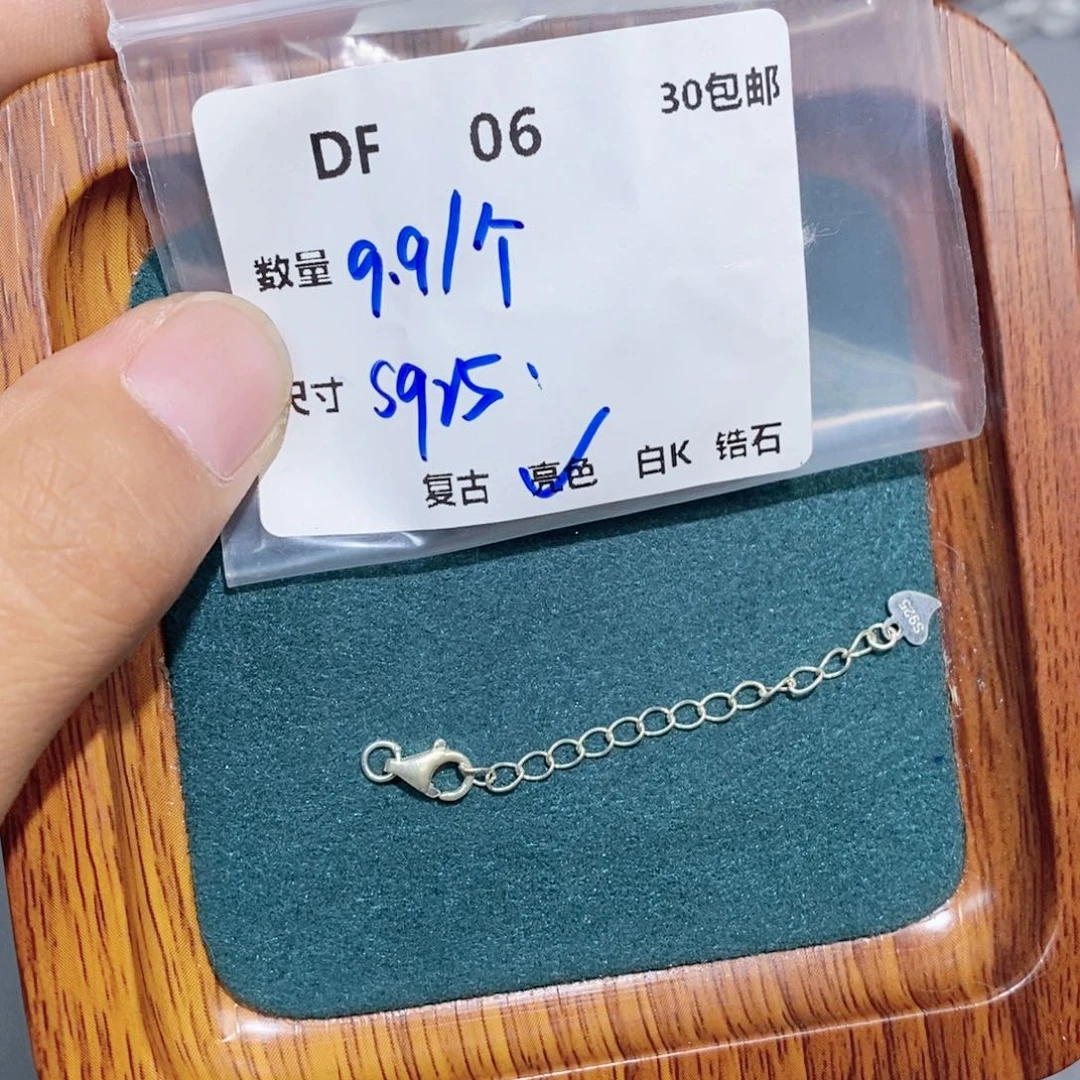 DF 06 30包邮
数量 9.9/个
尺寸 S925
复古 亮色 白K 锆石
S925